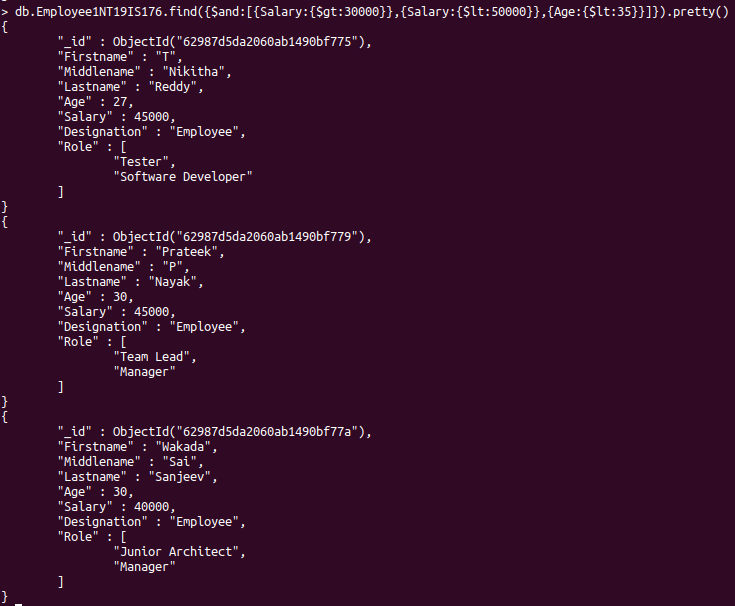 > db.Employee1NT19IS176.find({$and:[{Salary:{$gt:30000}},{Salary:{$lt:50000}},{Age:{$lt:35}}]}).pretty()
{
        "_id" : ObjectId("62987d5da2060ab1490bf775"),
        "Firstname" : "T",
        "Middlename" : "Nikitha",
        "Lastname" : "Reddy",
        "Age" : 27,
        "Salary" : 45000,
        "Designation" : "Employee",
        "Role" : [
                "Tester",
                "Software Developer"
        ]
}
{
        "_id" : ObjectId("62987d5da2060ab1490bf779"),
        "Firstname" : "Prateek",
        "Middlename" : "P",
        "Lastname" : "Nayak",
        "Age" : 30,
        "Salary" : 45000,
        "Designation" : "Employee",
        "Role" : [
                "Team Lead",
                "Manager"
        ]
}
{
        "_id" : ObjectId("62987d5da2060ab1490bf77a"),
        "Firstname" : "Wakada",
        "Middlename" : "Sai",
        "Lastname" : "Sanjeev",
        "Age" : 30,
        "Salary" : 40000,
        "Designation" : "Employee",
        "Role" : [
                "Junior Architect",
                "Manager"
        ]
}